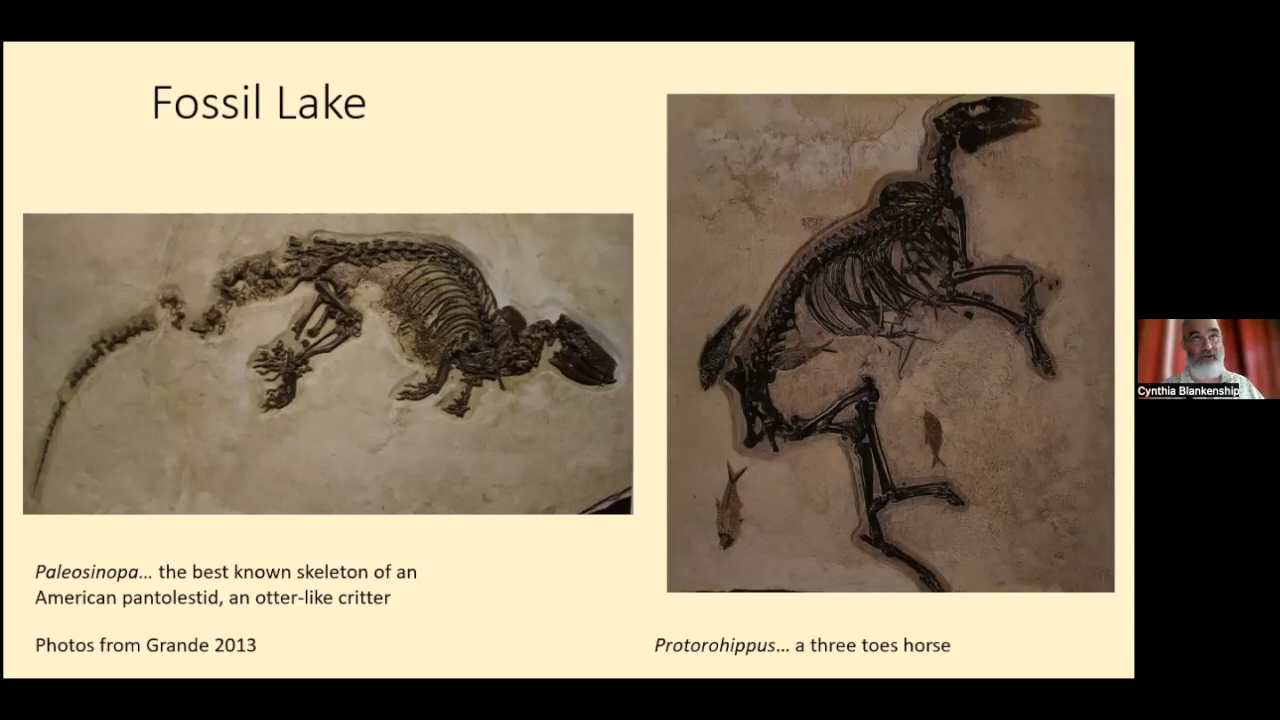 Fossil Lake
Paleosinopa... the best known skeleton of an
American pantolestid, an otter-like critter
Photos from Grande 2013
Protorohippus... a three toes horse
Cynthia Blankenship